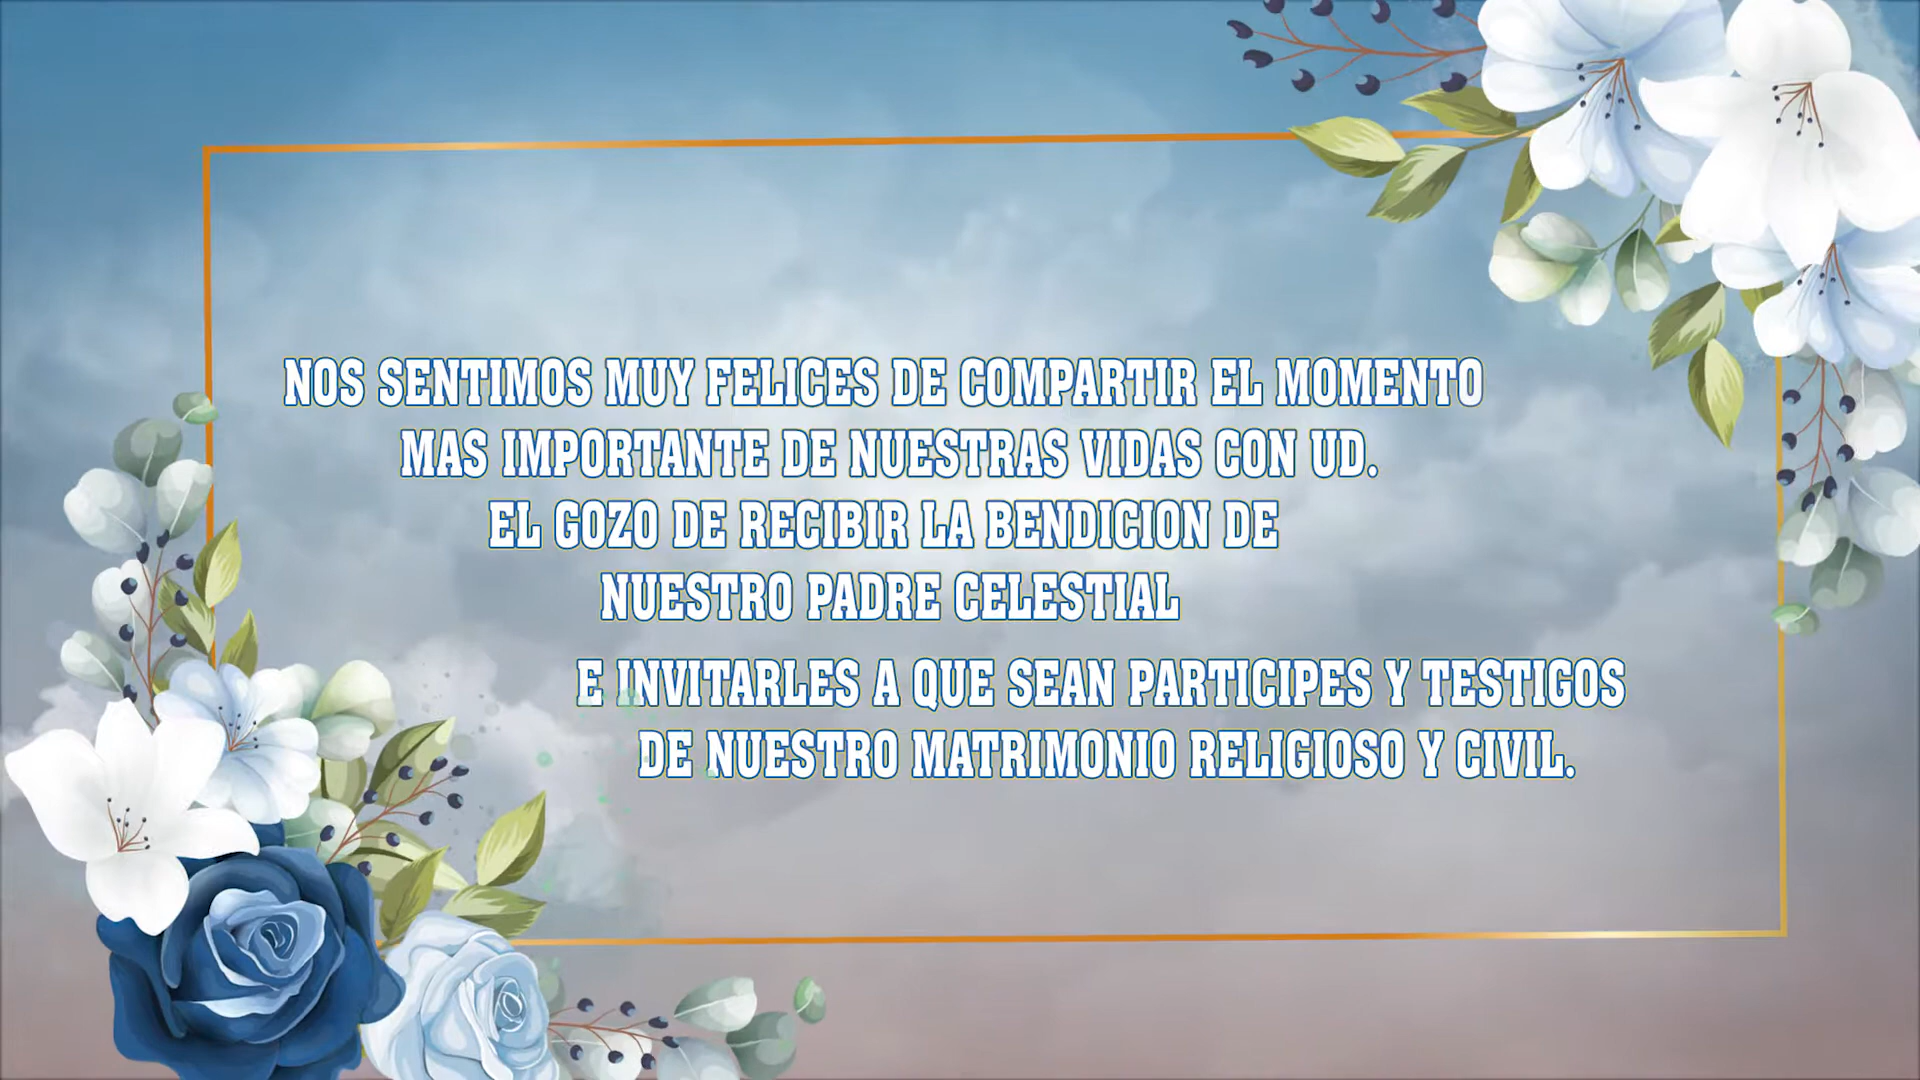 NOS SENTIMOS MUY FELICES DE COMPARTIR EL MOMENTO
MAS IMPORTANTE DE NUESTRAS VIDAS CON UD.
EL GOZO DE RECIBIR LA BENDICION DE
NUESTRO PADRE CELESTIAL
E INVITARLES A QUE SEAN PARTICIPES Y TESTIGOS
DE NUESTRO MATRIMONIO RELIGIOSO Y CIVIL.